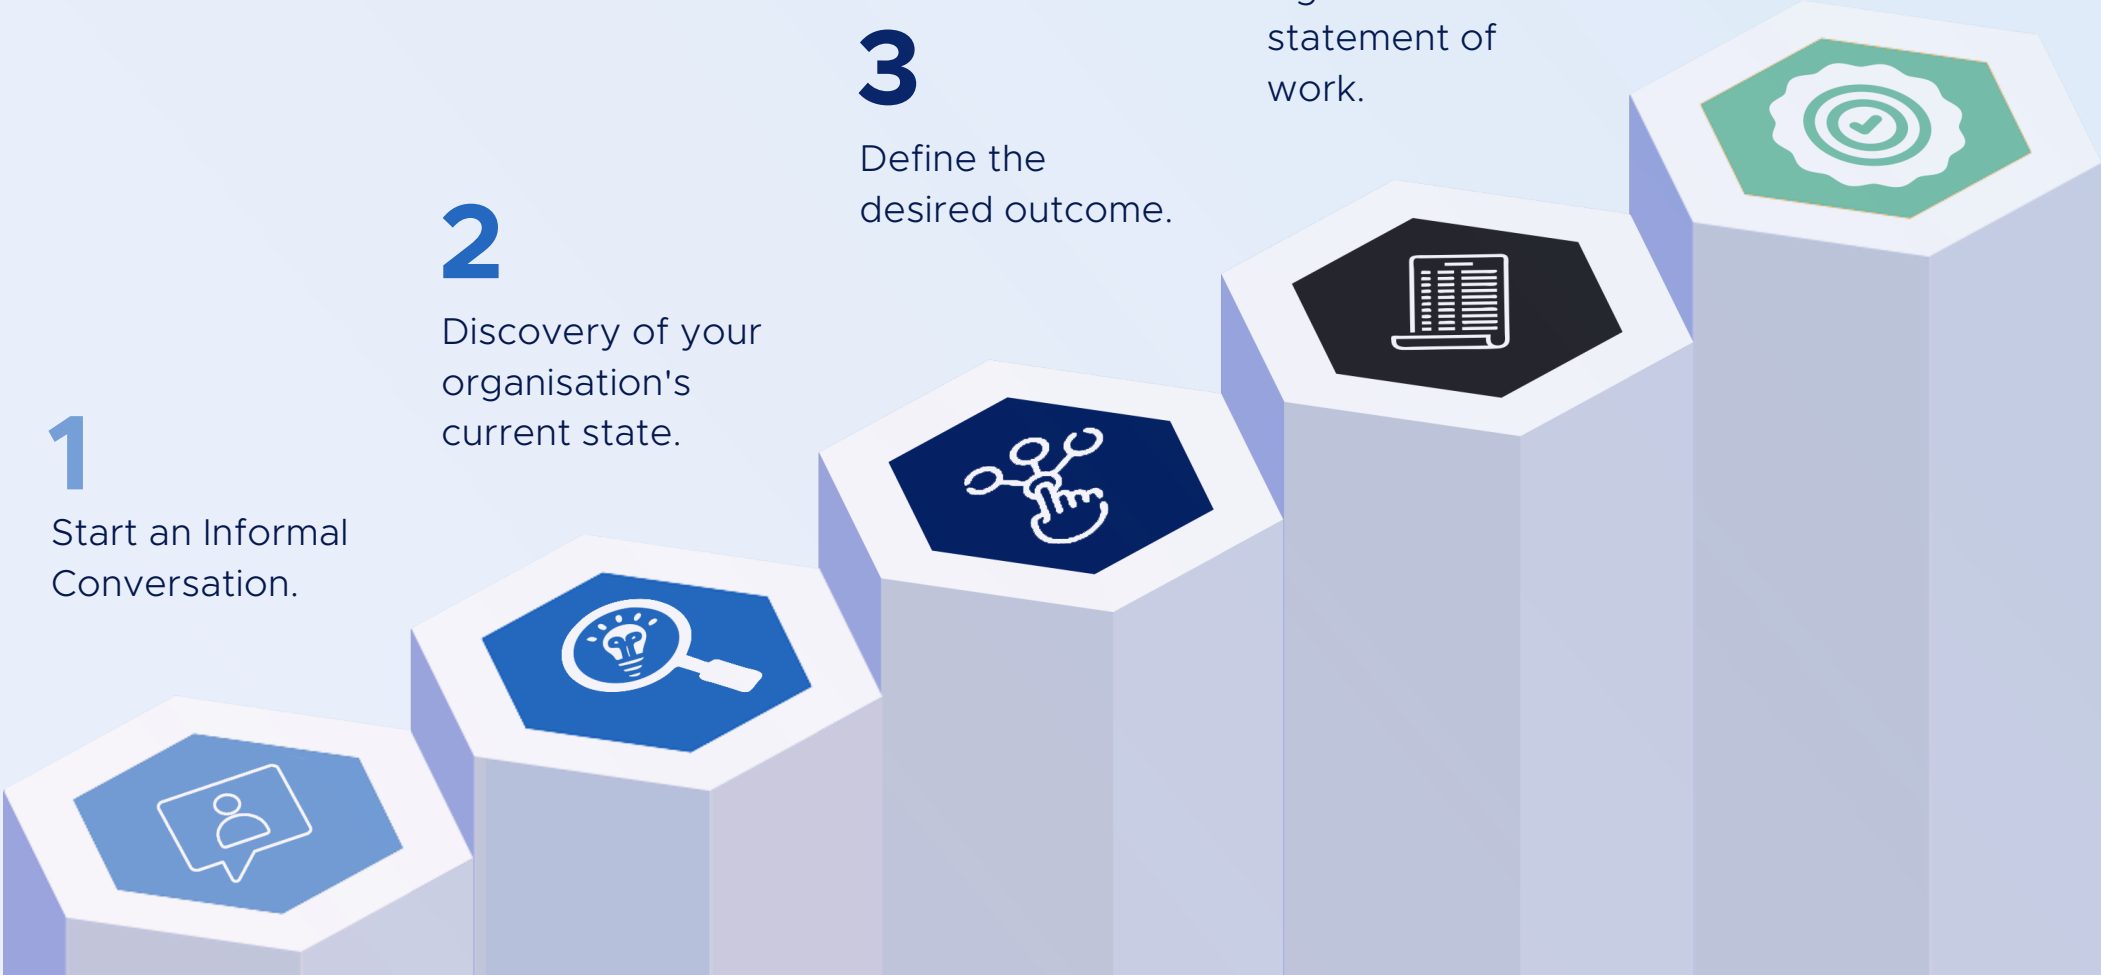 1
Start an Informal
Conversation.
2
Discovery of your
organisation's
current state.
3
Define the
desired outcome.
statement of
work.